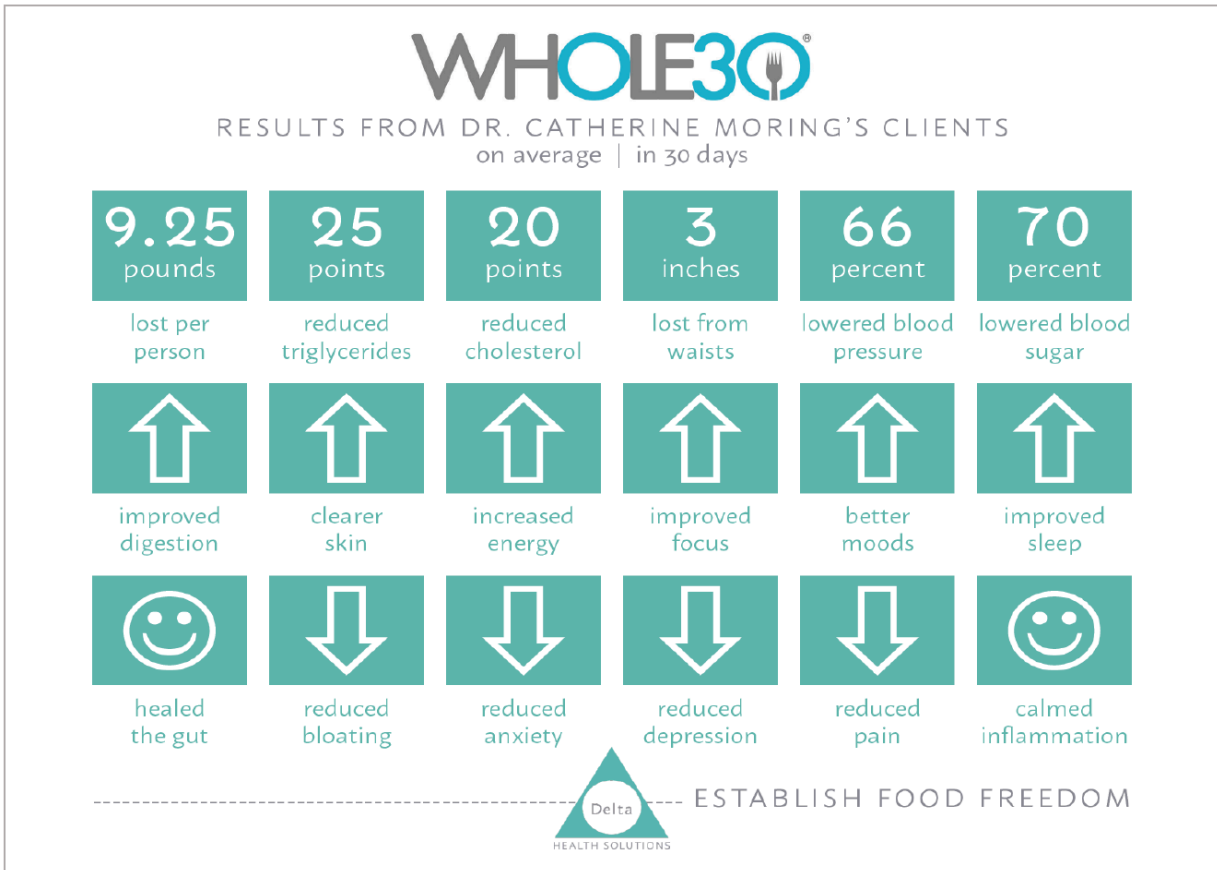 WHOLE30®
RESULTS FROM DR. CATHERINE MORING'S CLIENTS
on average | in 30 days
9.25
pounds
lost per
person
25
points
reduced
triglycerides
20
points
reduced
cholesterol
3
inches
lost from
waists
66
percent
lowered blood
pressure
70
percent
lowered blood
sugar
improved
digestion
clearer
skin
increased
energy
improved
focus
better
moods
improved
sleep
healed
the gut
reduced
bloating
reduced
anxiety
reduced
depression
reduced
pain
calmed
inflammation
Delta
HEALTH SOLUTIONS
ESTABLISH FOOD FREEDOM